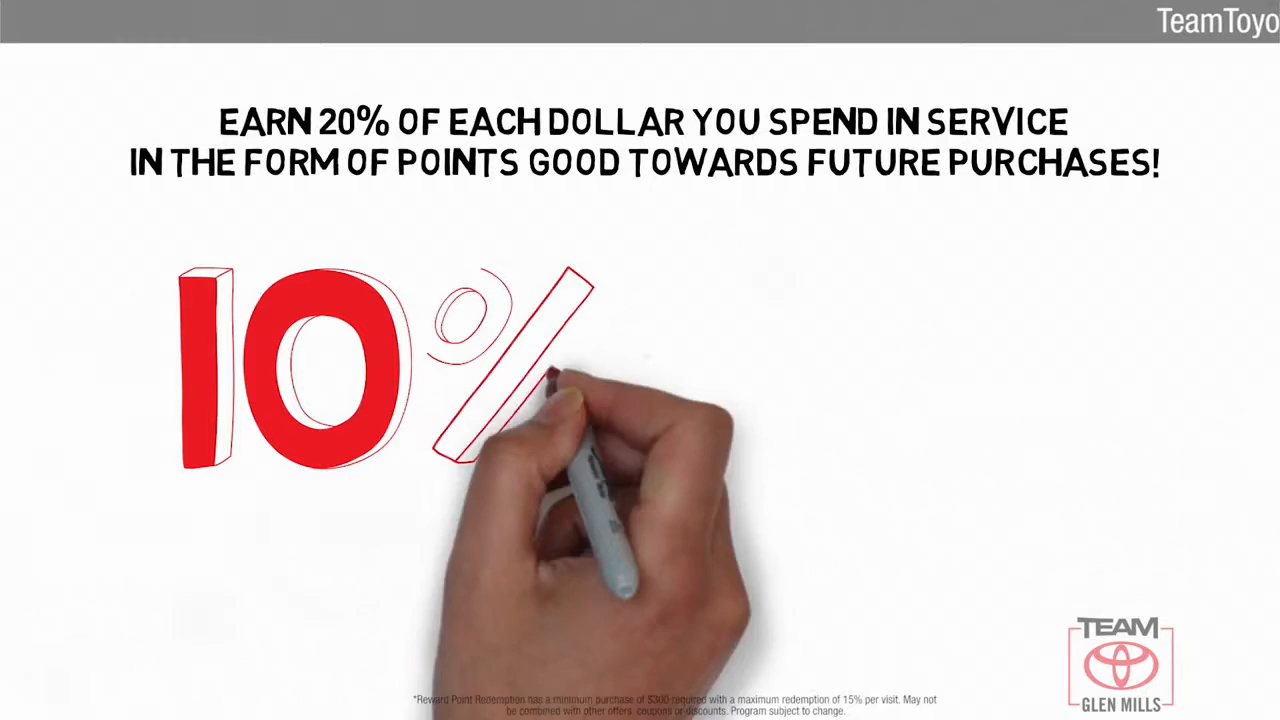 TeamToyo
EARN 20% OF EACH DOLLAR YOU SPEND IN SERVICE
IN THE FORM OF POINTS GOOD TOWARDS FUTURE PURCHASES!
10%
*Reward Point Redemption has a minimum purchase of $300 required with a maximum redemption of 15% per visit. May not
be combined with other offers, coupons or discounts. Program subject to change.
TEAM
GLEN MILLS